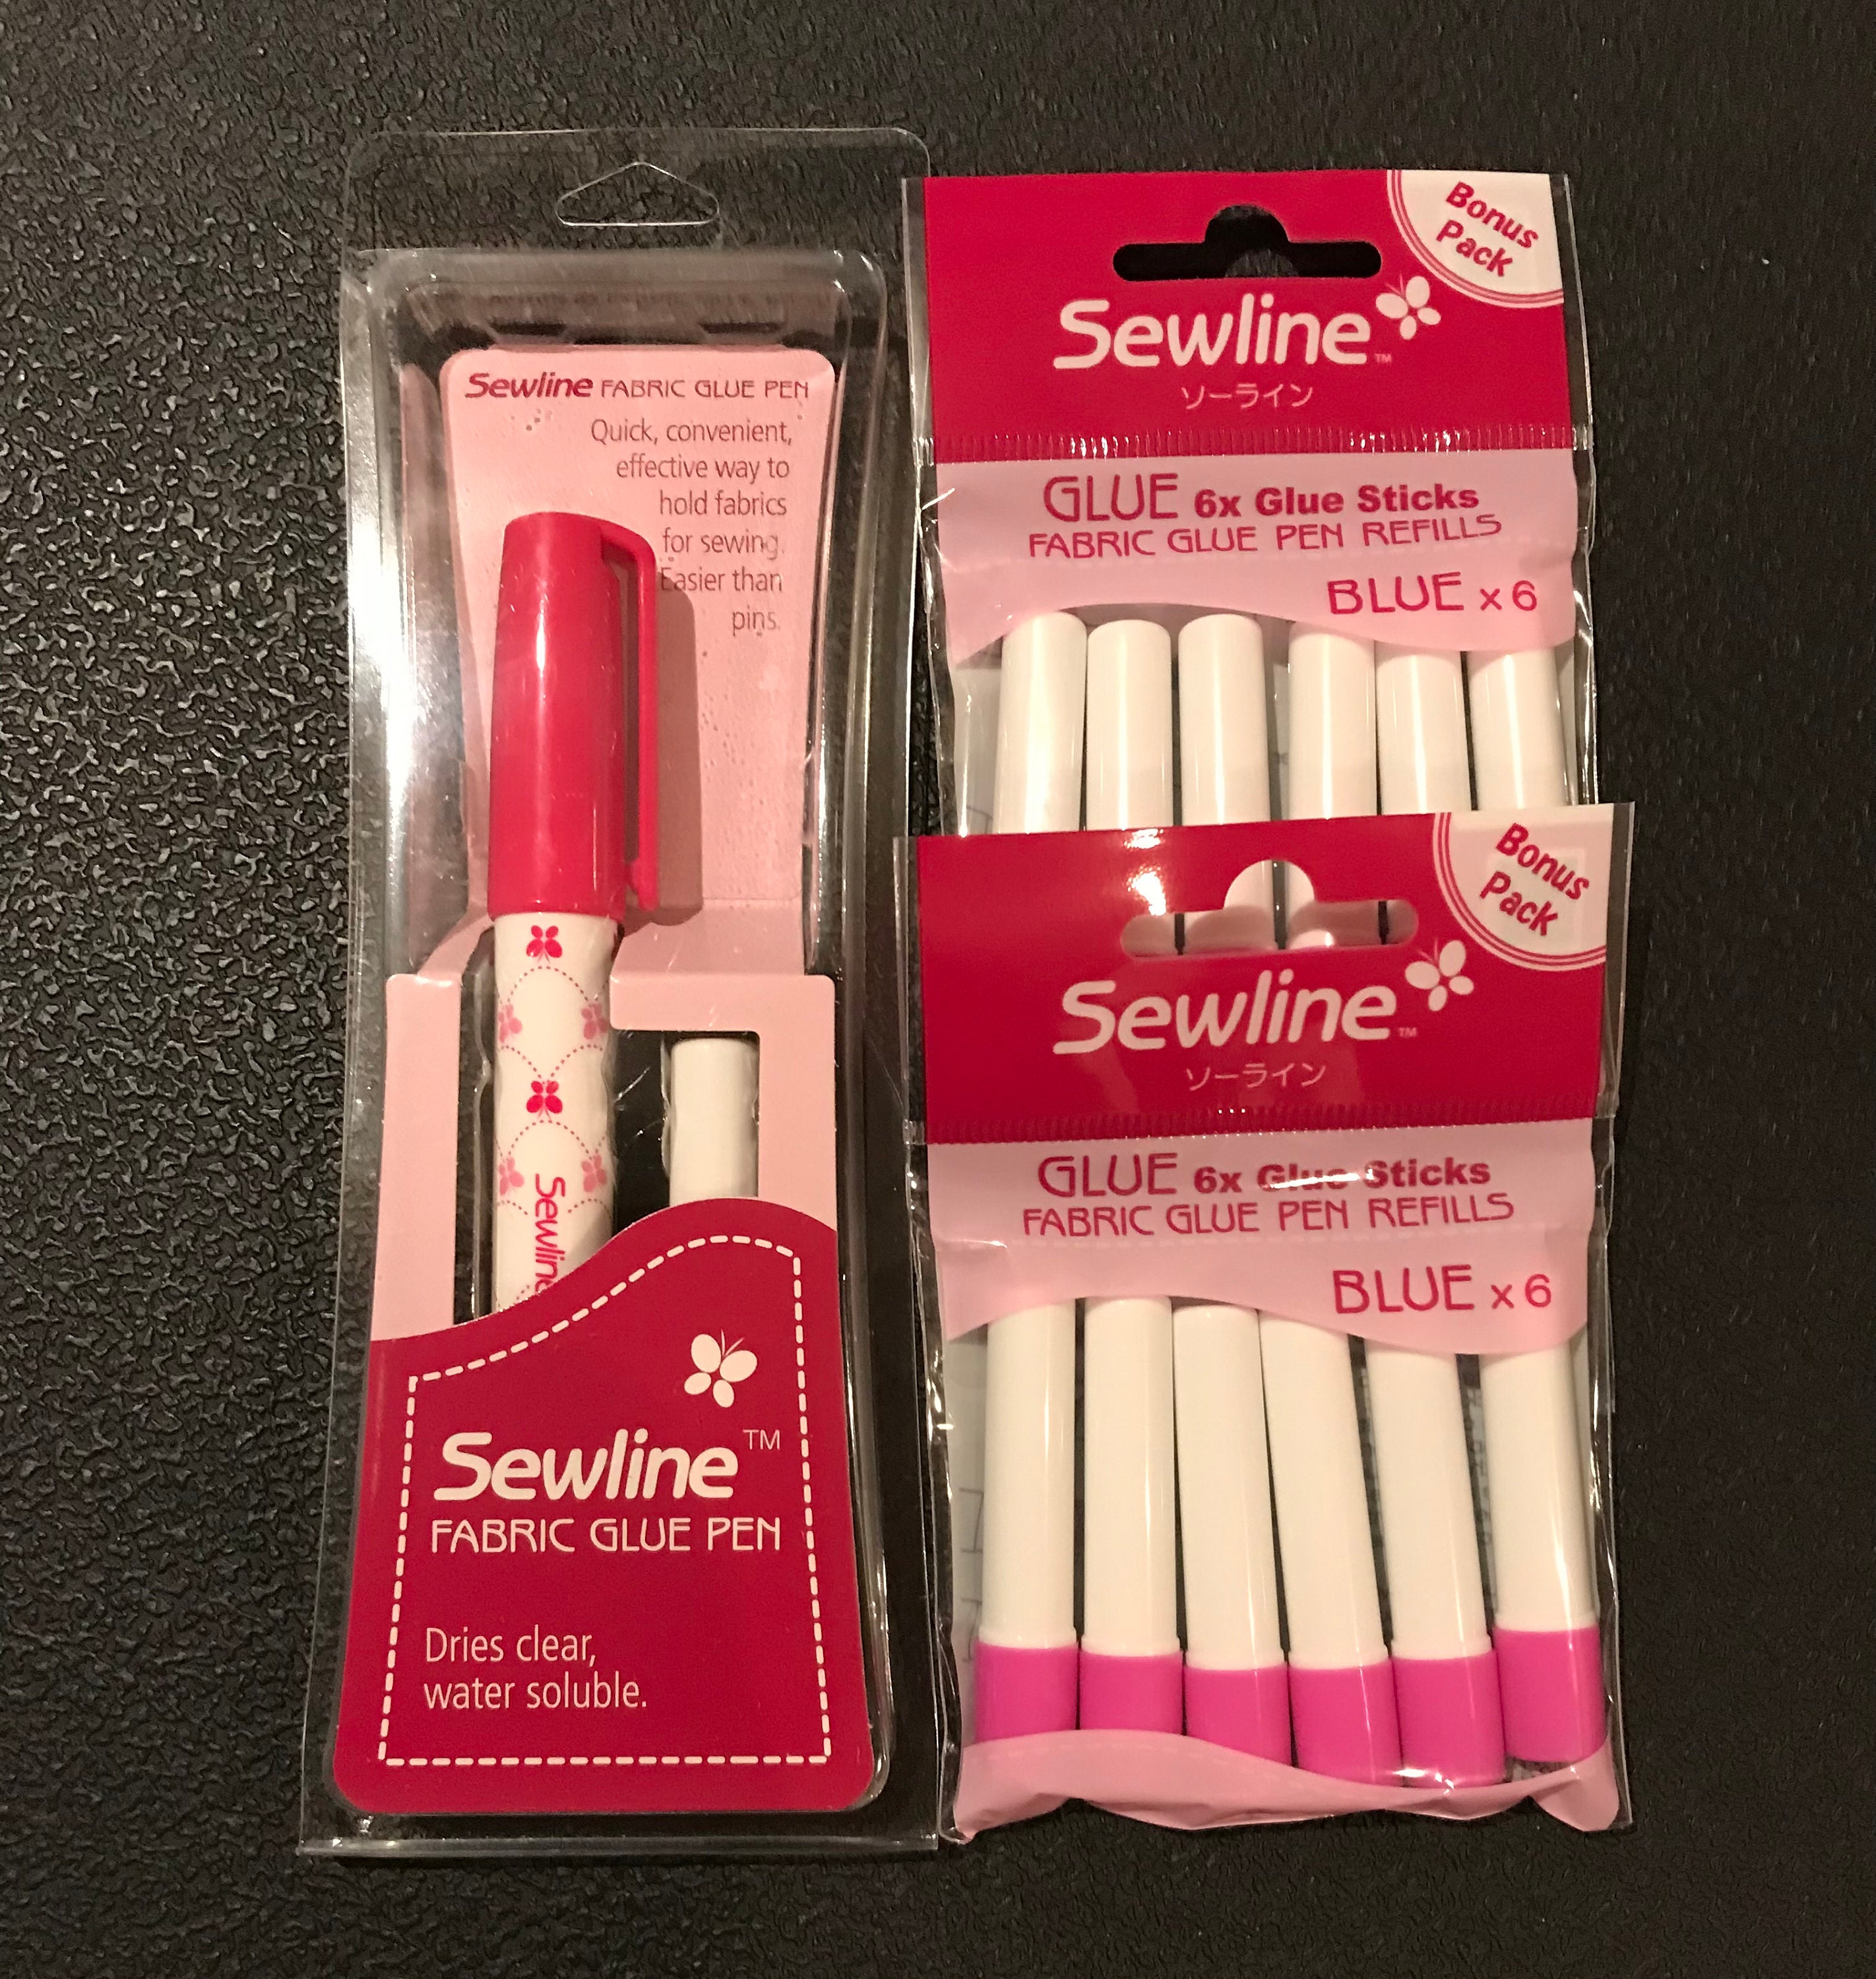 Sewline FABRIC GLUE PEN
Quick, convenient,
effective way to
hold fabrics
for sewing.
Easier than
pins.
Sewline
Sewline™
FABRIC GLUE PEN
Dries clear,
water soluble.
Bonus
Pack
Sewline™
ソーライン
GLUE 6x Glue Sticks
FABRIC GLUE PEN REFILLS
BLUE x 6
Bonus
Pack
Sewline™
ソーライン
GLUE 6x Glue Sticks
FABRIC GLUE PEN REFILLS
BLUE x 6